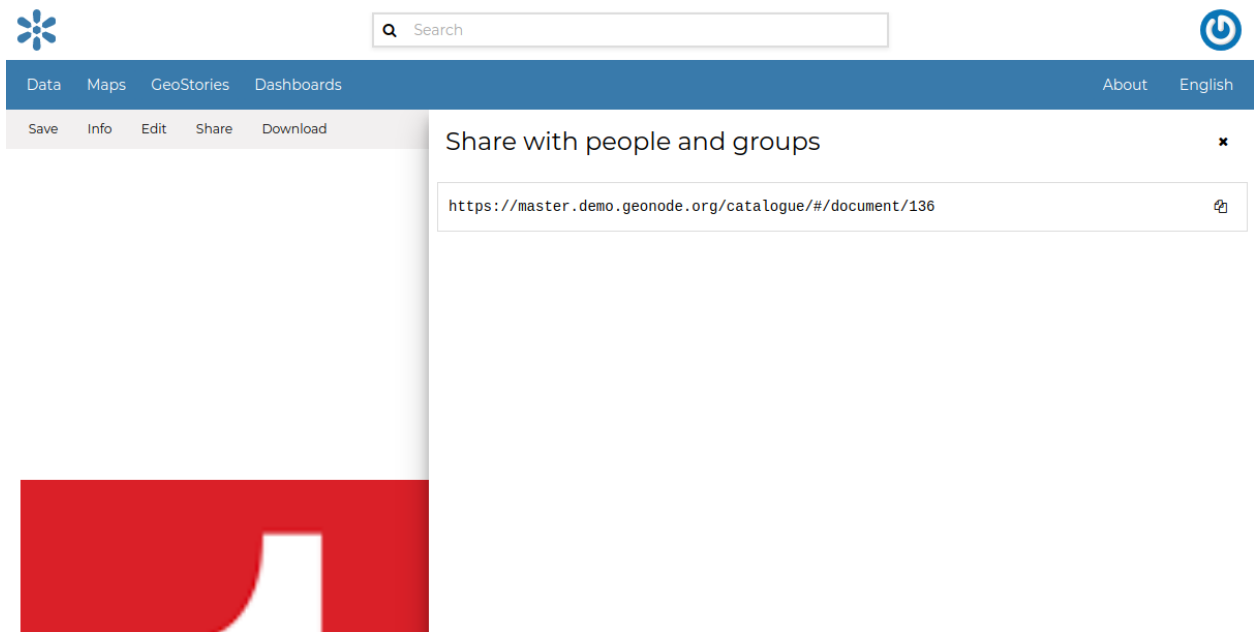 Search
Data Maps GeoStories Dashboards About English
Save Info Edit Share Download
Share with people and groups
https://master.demo.geonode.org/catalogue/#/document/136